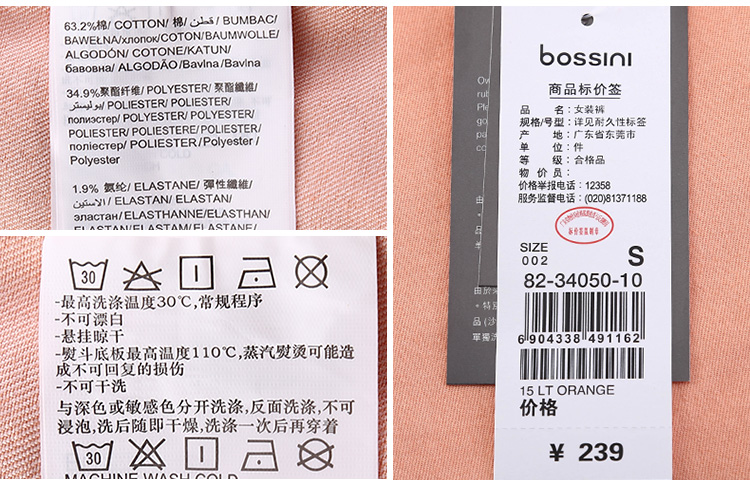 63.2%棉/ COTTON/ 棉/ قطن/ BUMBAC/
BAWEŁNA/хлопок/COTON/BAUMWOLLE/
ALGODÓN/ COTONE/KATUN/
бавовна/ ALGODÃO/Bavlna/Bavlna
34.9%聚酯纤维/ POLYESTER/ 聚酯纖維/
بوليستر/ POLIESTER/POLIESTER/
полиэстер/ POLYESTER/ POLYESTER/
POLIÉSTER/ POLIESTERE/POLIESTER/
поліестер/ POLIÉSTER/Polyester /
Polyester
1.9% 氨纶/ ELASTANE/ 彈性纖維/
الاستين/ ELASTAN/ ELASTAN/
эластан/ELASTHANNE/ELASTHAN/
30
-最高洗涤温度30℃,常规程序
-不可漂白
-悬挂晾干
-熨斗底板最高温度110℃,蒸汽熨烫可能造
成不可回复的损伤
-不可干洗
与深色或敏感色分开洗涤,反面洗涤,不可
浸泡,洗后随即干燥,洗涤一次后再穿着
30
MACHINE WASH COLD
bossini
商品标价签
品 名：女装裤
规格/号型：详见耐久性标签
产 地：广东省东莞市
单 位：件
等 级：合格品
物 价 员：
价格举报电话：12358
服务监督电话：(020)81371188
SIZE
002 S
82-34050-10
6 904338 491162
15 LT ORANGE
价格
¥ 239